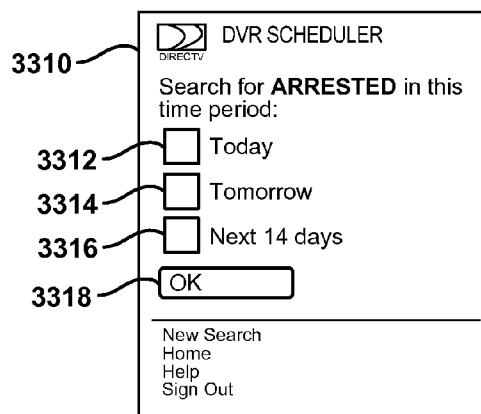 3310
DIRECTV
DVR SCHEDULER
Search for ARRESTED in this
time period:
3312
Today
3314
Tomorrow
3316
Next 14 days
3318
OK
New Search
Home
Help
Sign Out